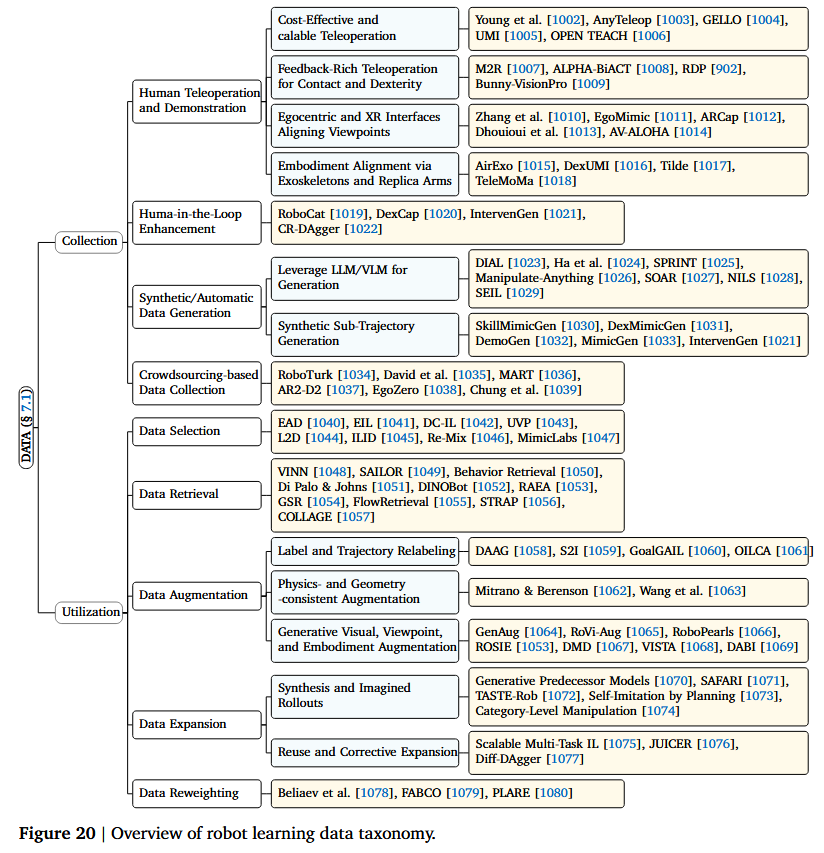 Cost-Effective and
calable Teleoperation
Young et al. [1002], AnyTeleop [1003], GELLO [1004],
UMI [1005], OPEN TEACH [1006]
Human Teleoperation
and Demonstration
Feedback-Rich Teleoperation
for Contact and Dexterity
M2R [1007], ALPHA-BiACT [1008], RDP [902],
Bunny-VisionPro [1009]
Egocentric and XR Interfaces
Aligning Viewpoints
Zhang et al. [1010], EgoMimic [1011], ARCap [1012],
Dhouioui et al. [1013], AV-ALOHA [1014]
Embodiment Alignment via
Exoskeletons and Replica Arms
AirExo [1015], DexUMI [1016], Tilde [1017],
TeleMoMa [1018]
Collection
Huma-in-the-Loop
Enhancement
RoboCat [1019], DexCap [1020], IntervenGen [1021],
CR-DAgger [1022]
Synthetic/Automatic
Data Generation
Leverage LLM/VLM for
Generation
DIAL [1023], Ha et al. [1024], SPRINT [1025],
Manipulate-Anything [1026], SOAR [1027], NILS [1028],
SEIL [1029]
Synthetic Sub-Trajectory
Generation
SkillMimicGen [1030], DexMimicGen [1031],
DemoGen [1032], MimicGen [1033], IntervenGen [1021]
Crowdsourcing-based
Data Collection
RoboTurk [1034], David et al. [1035], MART [1036],
AR2-D2 [1037], EgoZero [1038], Chung et al. [1039]
DATA (§ 7.1)
Data Selection
EAD [1040], EIL [1041], DC-IL [1042], UVP [1043],
L2D [1044], ILID [1045], Re-Mix [1046], MimicLabs [1047]
Data Retrieval
VINN [1048], SAILOR [1049], Behavior Retrieval [1050],
Di Palo & Johns [1051], DINOBot [1052], RAEA [1053],
GSR [1054], FlowRetrieval [1055], STRAP [1056],
COLLAGE [1057]
Utilization
Data Augmentation
Label and Trajectory Relabeling
DAAG [1058], S2I [1059], GoalGAIL [1060], OILCA [1061]
Physics- and Geometry
-consistent Augmentation
Mitrano & Berenson [1062], Wang et al. [1063]
Generative Visual, Viewpoint,
and Embodiment Augmentation
GenAug [1064], RoVi-Aug [1065], RoboPearls [1066],
ROSIE [1053], DMD [1067], VISTA [1068], DABI [1069]
Data Expansion
Synthesis and Imagined
Rollouts
Generative Predecessor Models [1070], SAFARI [1071],
TASTE-Rob [1072], Self-Imitation by Planning [1073],
Category-Level Manipulation [1074]
Reuse and Corrective Expansion
Scalable Multi-Task IL [1075], JUICER [1076],
Diff-DAgger [1077]
Data Reweighting
Beliaev et al. [1078], FABCO [1079], PLARE [1080]
Figure 20 | Overview of robot learning data taxonomy.